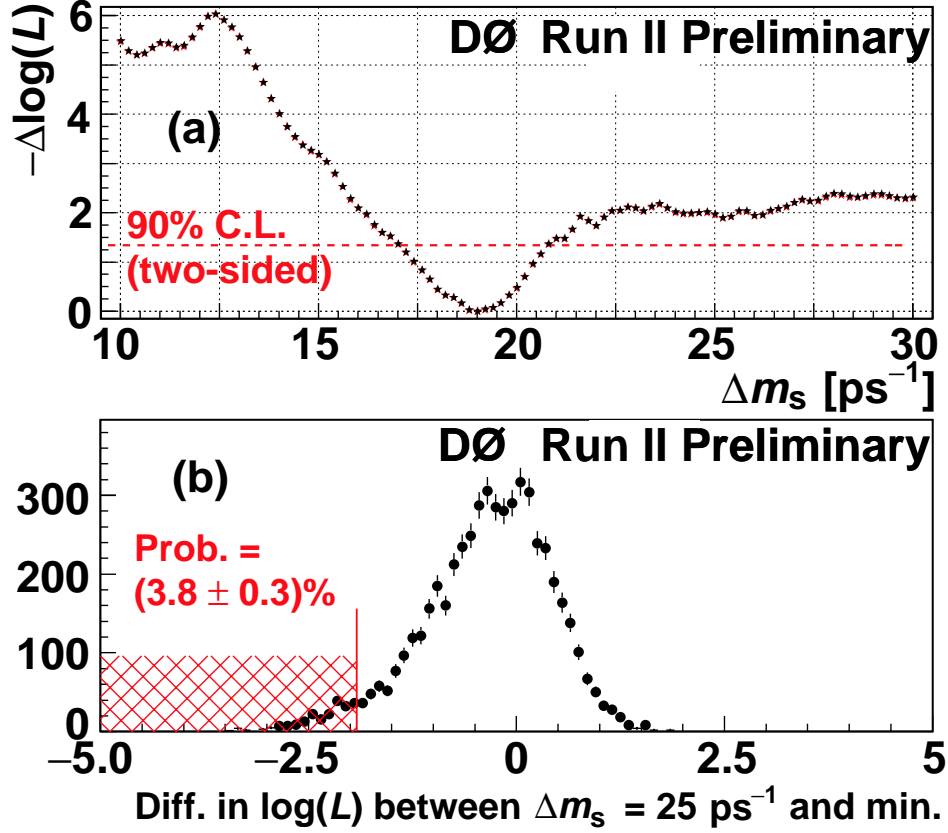 DØ Run II Preliminary
−Δlog(L)
6
4
2
0
(a)
90% C.L.
(two-sided)
10 15 20 25 30
Δmₛ [ps⁻¹]
DØ Run II Preliminary
(b)
300
200
100
0
Prob. =
(3.8 ± 0.3)%
−5.0 −2.5 0 2.5 5
Diff. in log(L) between Δmₛ = 25 ps⁻¹ and min.